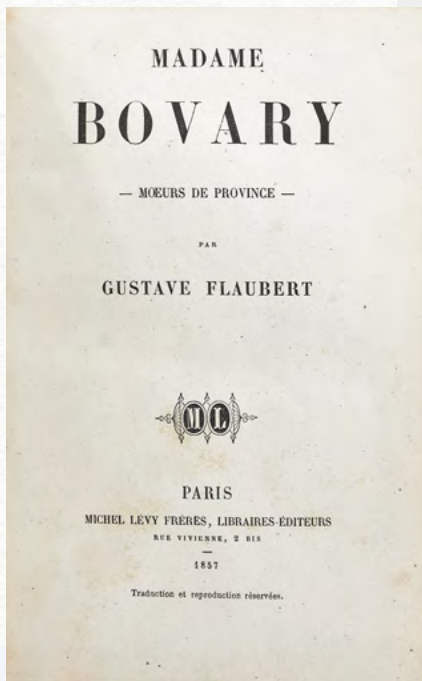 MADAME
BOVARY
— MŒURS DE PROVINCE —
PAR
GUSTAVE FLAUBERT
M L
PARIS
MICHEL LÉVY FRÈRES, LIBRAIRES-ÉDITEURS
RUE VIVIENNE, 2 BIS
—
1857
Traduction et reproduction réservées.